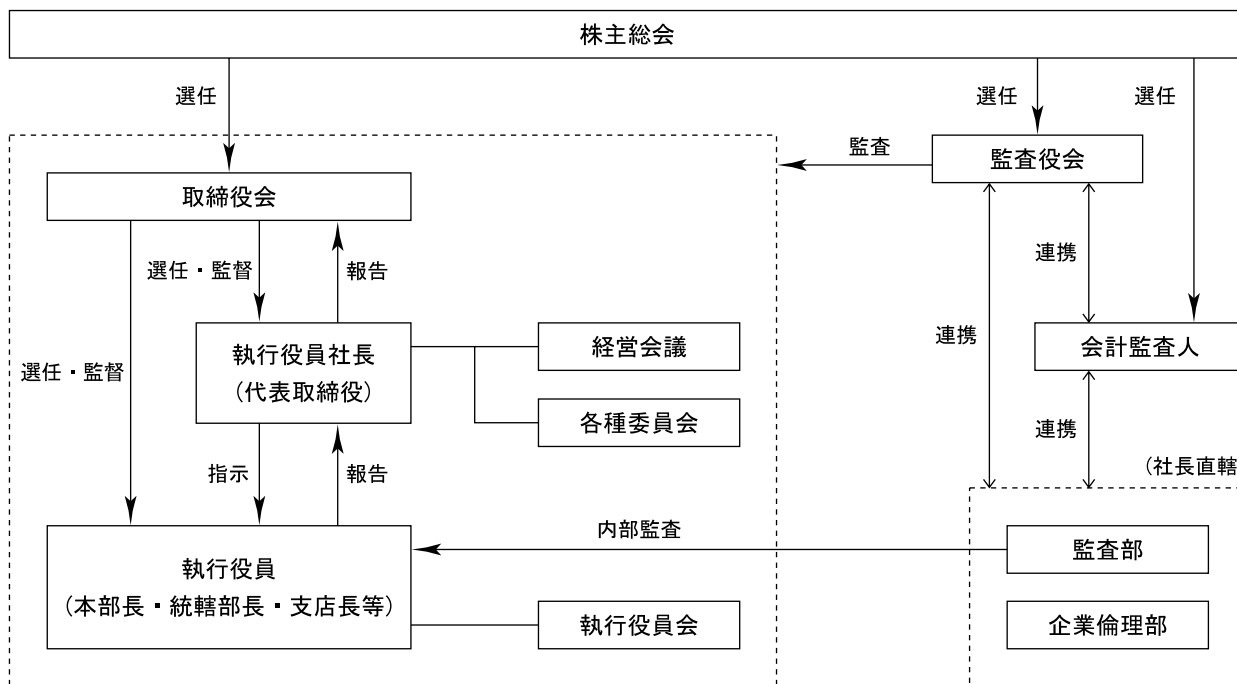 株主総会
選任
選任
選任
監査
監査役会
取締役会
選任・監督
報告
連携
連携
選任・監督
執行役員社長
（代表取締役）
経営会議
会計監査人
各種委員会
連携
指示
報告
（社長直轄
内部監査
監査部
執行役員
（本部長・統轄部長・支店長等）
執行役員会
企業倫理部